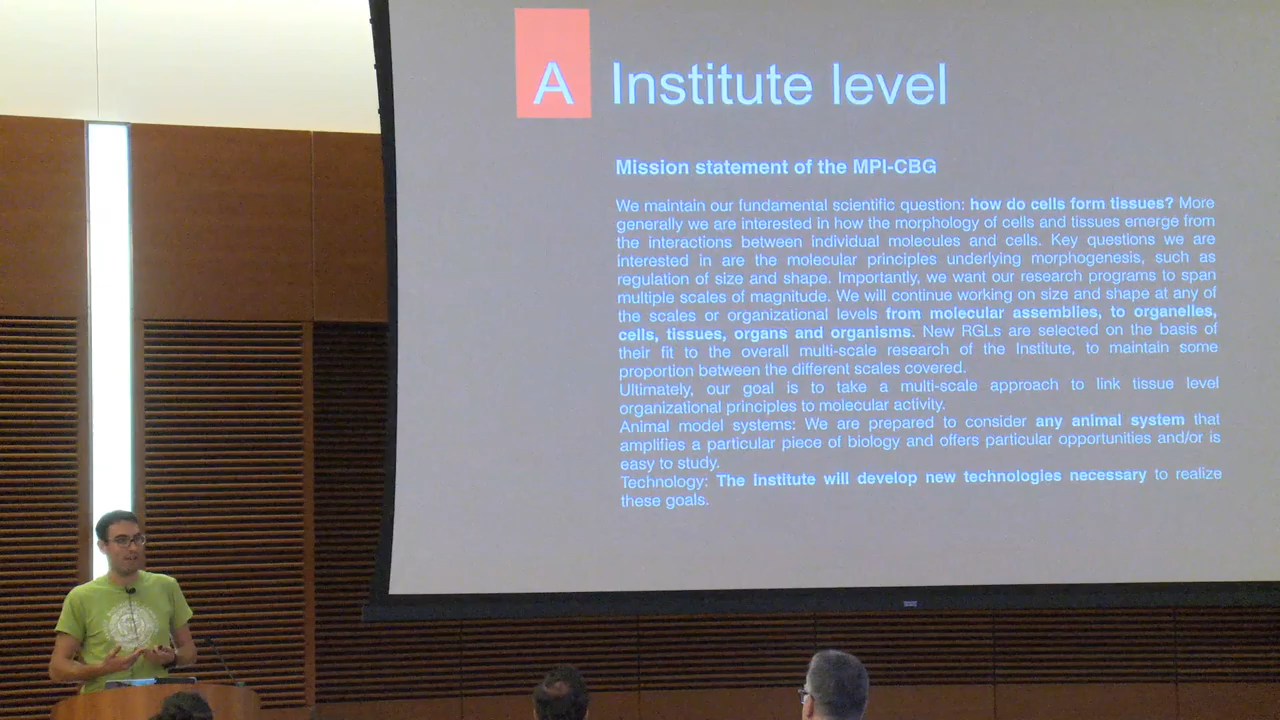 A Institute level
Mission statement of the MPI-CBG
We maintain our fundamental scientific question: how do cells form tissues? More
generally we are interested in how the morphology of cells and tissues emerge from
the interactions between individual molecules and cells. Key questions we are
interested in are the molecular principles underlying morphogenesis, such as
regulation of size and shape. Importantly, we want our research programs to span
multiple scales of magnitude. We will continue working on size and shape at any of
the scales or organizational levels from molecular assemblies, to organelles,
cells, tissues, organs and organisms. New RGLs are selected on the basis of
their fit to the overall multi-scale research of the Institute, to maintain some
proportion between the different scales covered.
Ultimately, our goal is to take a multi-scale approach to link tissue level
organizational principles to molecular activity.
Animal model systems: We are prepared to consider any animal system that
amplifies a particular piece of biology and offers particular opportunities and/or is
easy to study.
Technology: The institute will develop new technologies necessary to realize
these goals.